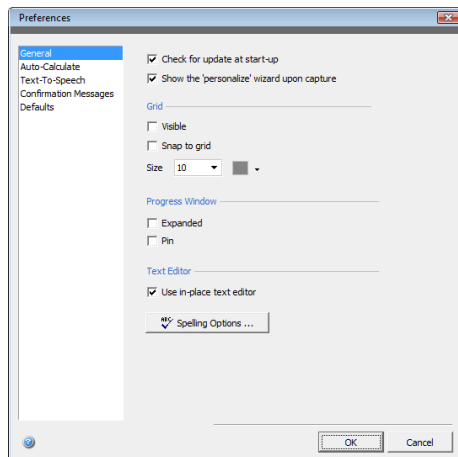 Preferences
General
Auto-Calculate
Text-To-Speech
Confirmation Messages
Defaults
Check for update at start-up
Show the 'personalize' wizard upon capture
Grid
Visible
Snap to grid
Size 10
Progress Window
Expanded
Pin
Text Editor
Use in-place text editor
ABC Spelling Options ...
? OK Cancel